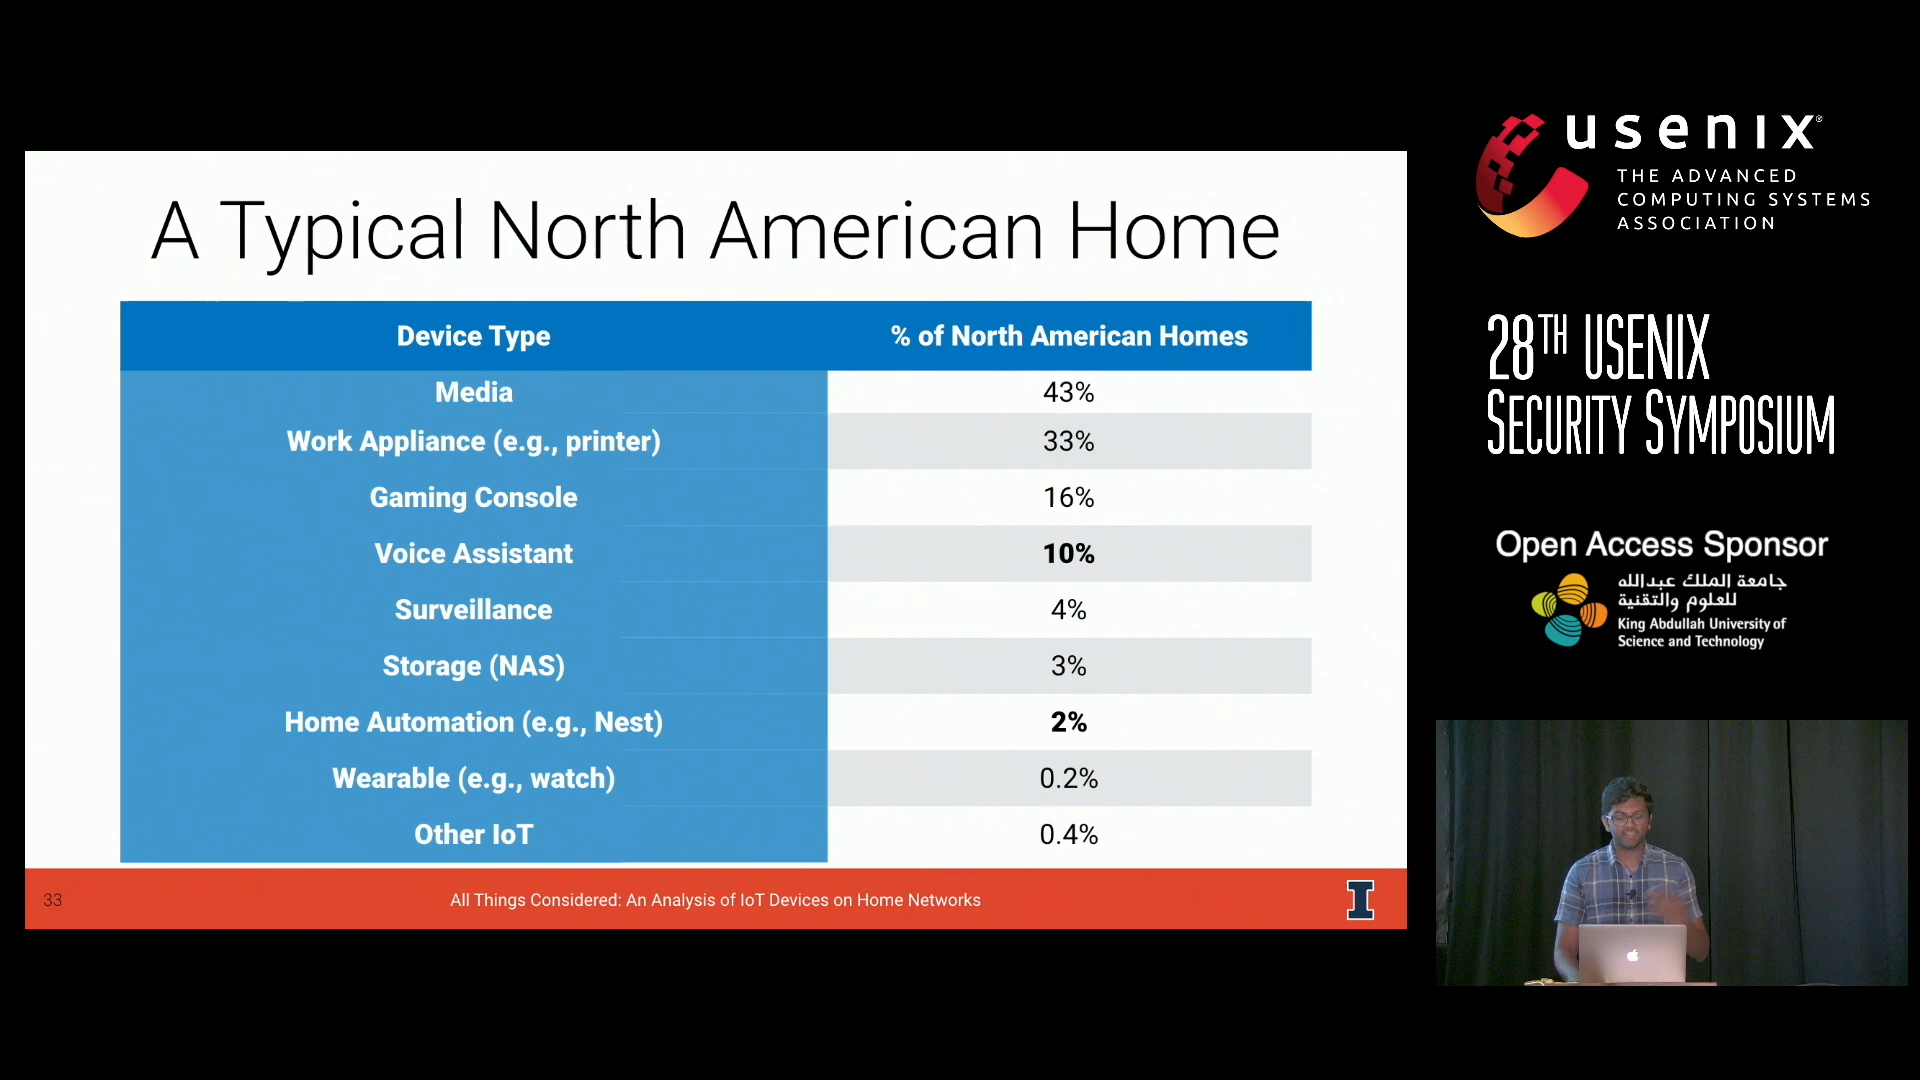 A Typical North American Home
Device Type % of North American Homes
Media 43%
Work Appliance (e.g., printer) 33%
Gaming Console 16%
Voice Assistant 10%
Surveillance 4%
Storage (NAS) 3%
Home Automation (e.g., Nest) 2%
Wearable (e.g., watch) 0.2%
Other IoT 0.4%
33 All Things Considered: An Analysis of IoT Devices on Home Networks I
usenix®
THE ADVANCED
COMPUTING SYSTEMS
ASSOCIATION
28TH USENIX
SECURITY SYMPOSIUM
Open Access Sponsor
جامعة الملك عبدالله
للعلوم والتقنية
King Abdullah University of
Science and Technology